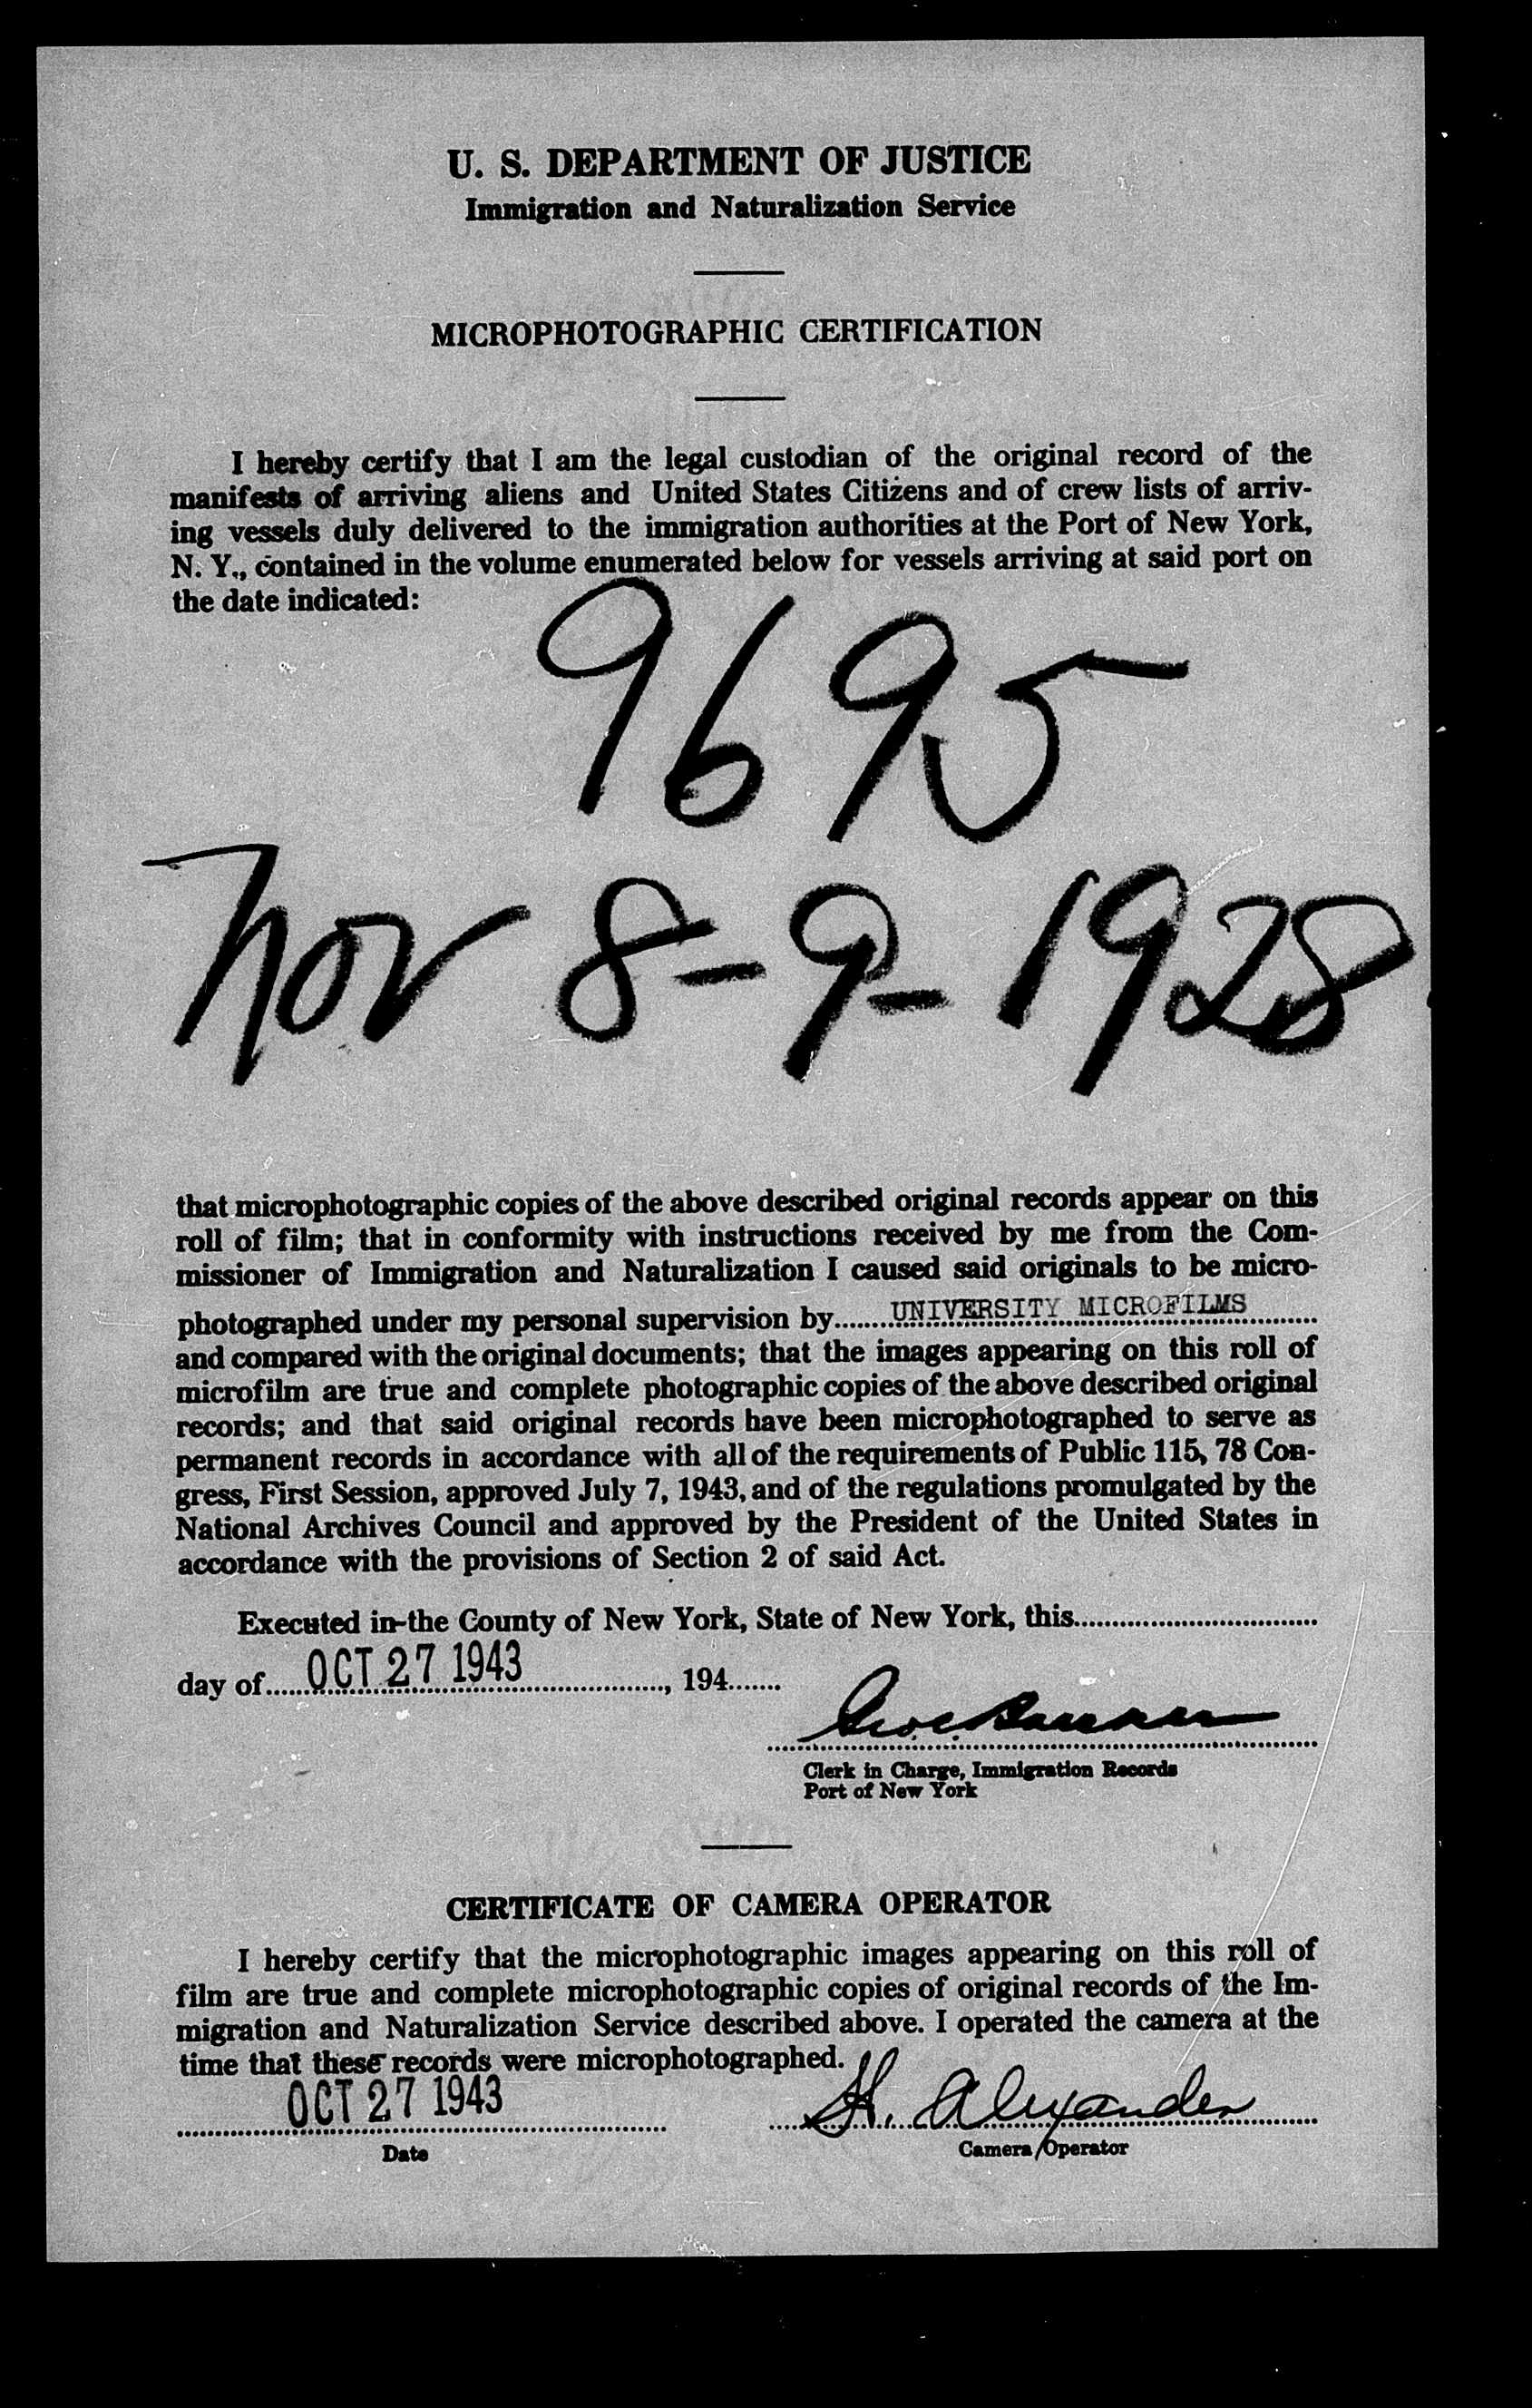 U. S. DEPARTMENT OF JUSTICE
Immigration and Naturalization Service
MICROPHOTOGRAPHIC CERTIFICATION
I hereby certify that I am the legal custodian of the original record of the
manifests of arriving aliens and United States Citizens and of crew lists of arriv-
ing vessels duly delivered to the immigration authorities at the Port of New York,
N. Y., contained in the volume enumerated below for vessels arriving at said port on
the date indicated:
9695
Nov 8-9-1928
that microphotographic copies of the above described original records appear on this
roll of film; that in conformity with instructions received by me from the Com-
missioner of Immigration and Naturalization I caused said originals to be micro-
photographed under my personal supervision by........UNIVERSITY MICROFILMS
and compared with the original documents; that the images appearing on this roll of
microfilm are true and complete photographic copies of the above described original
records; and that said original records have been microphotographed to serve as
permanent records in accordance with all of the requirements of Public 115, 78 Con-
gress, First Session, approved July 7, 1943, and of the regulations promulgated by the
National Archives Council and approved by the President of the United States in
accordance with the provisions of Section 2 of said Act.
Executed in the County of New York, State of New York, this................................
day of......OCT 27 1943......................, 194.......
Clerk in Charge, Immigration Records
Port of New York
CERTIFICATE OF CAMERA OPERATOR
I hereby certify that the microphotographic images appearing on this roll of
film are true and complete microphotographic copies of original records of the Im-
migration and Naturalization Service described above. I operated the camera at the
time that these records were microphotographed.
OCT 27 1943 H. Alexander
Date Camera Operator